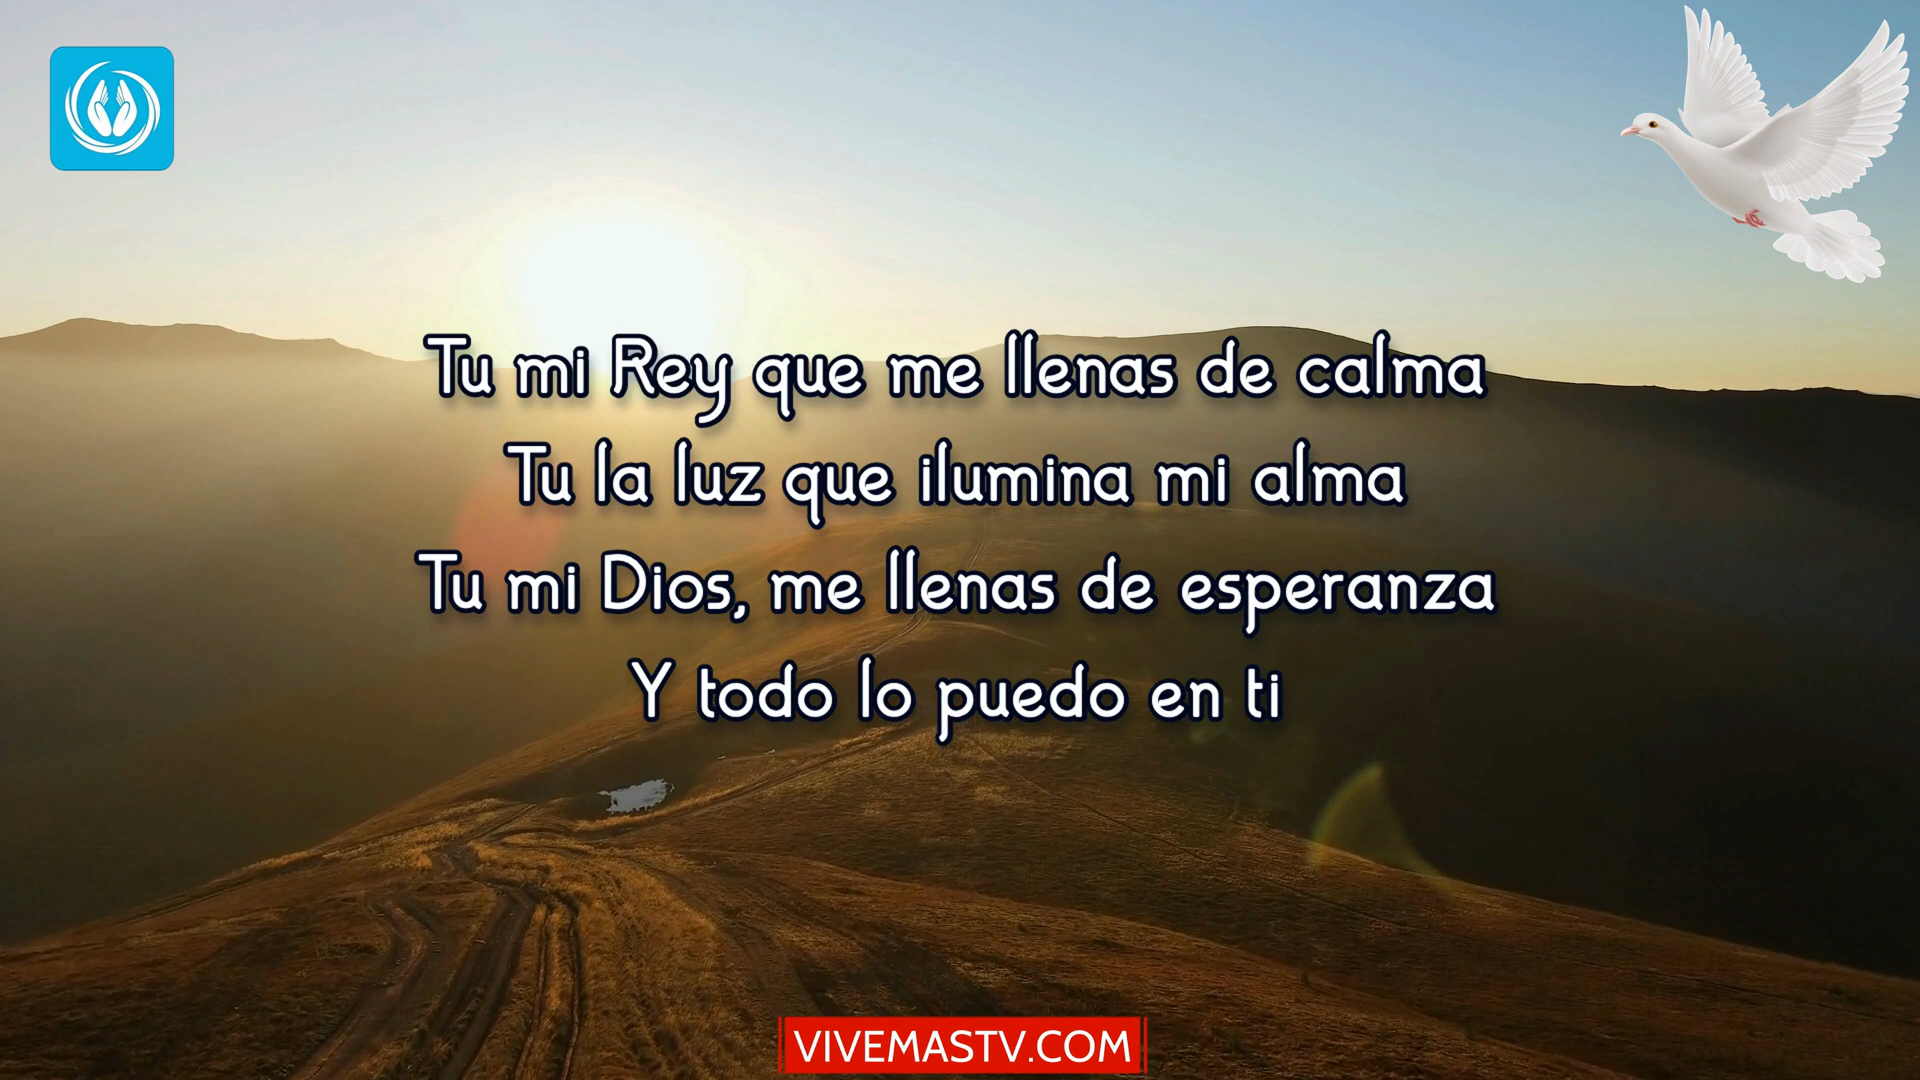 Tu mi Rey que me llenas de calma
Tu la luz que ilumina mi alma
Tu mi Dios, me llenas de esperanza
Y todo lo puedo en ti
VIVEMASTV.COM